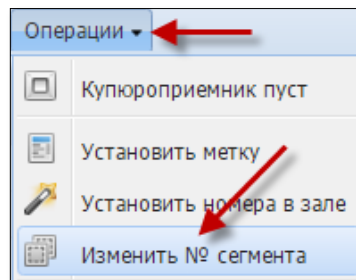 Операции
Купюроприемник пуст
Установить метку
Установить номера в зале
Изменить № сегмента